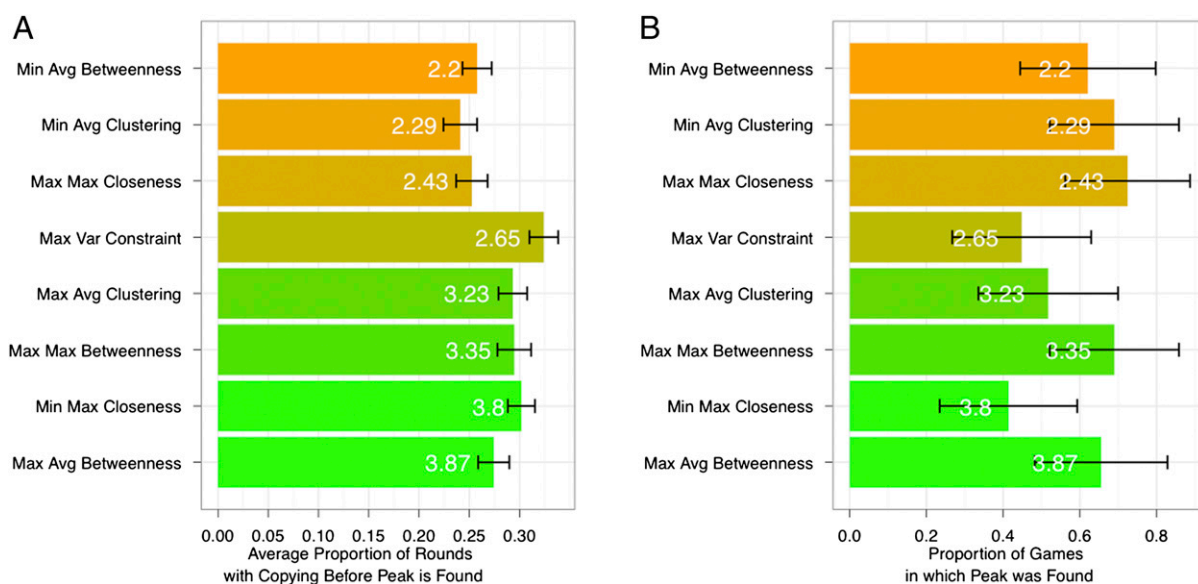 A
Min Avg Betweenness
2.2
Min Avg Clustering
2.29
Max Max Closeness
2.43
Max Var Constraint
2.65
Max Avg Clustering
3.23
Max Max Betweenness
3.35
Min Max Closeness
3.8
Max Avg Betweenness
3.87
0.00 0.05 0.10 0.15 0.20 0.25 0.30
Average Proportion of Rounds
with Copying Before Peak is Found
B
Min Avg Betweenness
2.2
Min Avg Clustering
2.29
Max Max Closeness
2.43
Max Var Constraint
2.65
Max Avg Clustering
3.23
Max Max Betweenness
3.35
Min Max Closeness
3.8
Max Avg Betweenness
3.87
0.0 0.2 0.4 0.6 0.8
Proportion of Games
in which Peak was Found